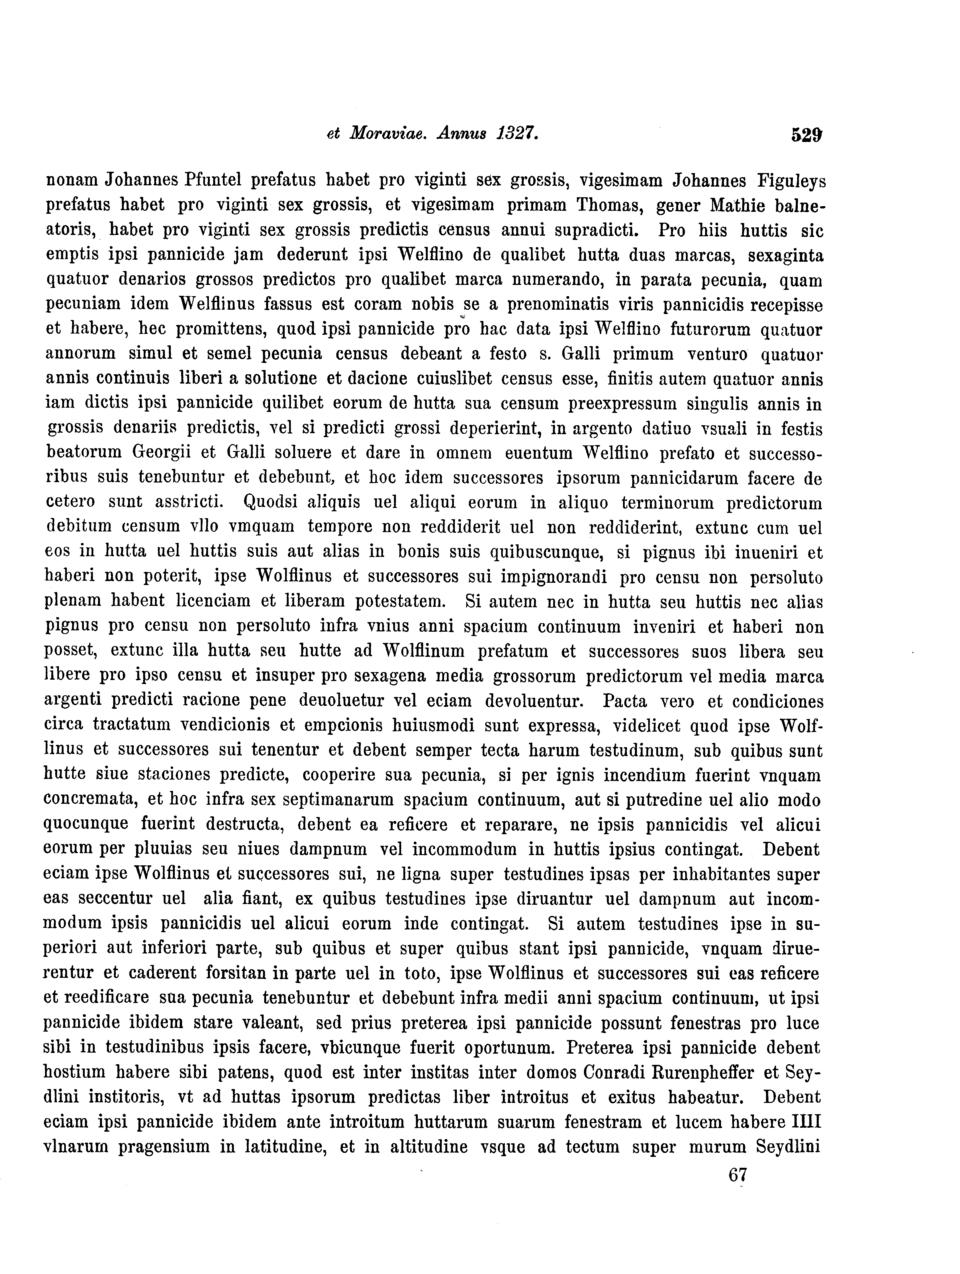 et Moraviae. Annus 1327. 529
nonam Johannes Pfuntel prefatus habet pro viginti sex grossis, vigesimam Johannes Figuleys
prefatus habet pro viginti sex grossis, et vigesimam primam Thomas, gener Mathie balne-
atoris, habet pro viginti sex grossis predictis census annui supradicti. Pro hiis huttis sic
emptis ipsi pannicide jam dederunt ipsi Welflino de qualibet hutta duas marcas, sexaginta
quatuor denarios grossos predictos pro qualibet marca numerando, in parata pecunia, quam
pecuniam idem Welflinus fassus est coram nobis se a prenominatis viris pannicidis recepisse
et habere, hec promittens, quod ipsi pannicide pro hac data ipsi Welflino futurorum quatuor
annorum simul et semel pecunia census debeant a festo s. Galli primum venturo quatuor
annis continuis liberi a solutione et dacione cuiuslibet census esse, finitis autem quatuor annis
iam dictis ipsi pannicide quilibet eorum de hutta sua censum preexpressum singulis annis in
grossis denariis predictis, vel si predicti grossi deperierint, in argento datiuo vsuali in festis
beatorum Georgii et Galli soluere et dare in omnem euentum Welflino prefato et successo-
ribus suis tenebuntur et debebunt, et hoc idem successores ipsorum pannicidarum facere de
cetero sunt asstricti. Quodsi aliquis uel aliqui eorum in aliquo terminorum predictorum
debitum censum vllo vmquam tempore non reddiderit uel non reddiderint, extunc cum uel
eos in hutta uel huttis suis aut alias in bonis suis quibuscunque, si pignus ibi inueniri et
haberi non poterit, ipse Wolflinus et successores sui impignorandi pro censu non persoluto
plenam habent licenciam et liberam potestatem. Si autem nec in hutta seu huttis nec alias
pignus pro censu non persoluto infra vnius anni spacium continuum inveniri et haberi non
posset, extunc illa hutta seu hutte ad Wolflinum prefatum et successores suos libera seu
libere pro ipso censu et insuper pro sexagena media grossorum predictorum vel media marca
argenti predicti racione pene deuoluetur vel eciam devoluentur. Pacta vero et condiciones
circa tractatum vendicionis et empcionis huiusmodi sunt expressa, videlicet quod ipse Wolf-
linus et successores sui tenentur et debent semper tecta harum testudinum, sub quibus sunt
hutte siue staciones predicte, cooperire sua pecunia, si per ignis incendium fuerint vnquam
concremata, et hoc infra sex septimanarum spacium continuum, aut si putredine uel alio modo
quocunque fuerint destructa, debent ea reficere et reparare, ne ipsis pannicidis vel alicui
eorum per pluuias seu niues dampnum vel incommodum in huttis ipsius contingat. Debent
eciam ipse Wolflinus et successores sui, ne ligna super testudines ipsas per inhabitantes super
eas seccentur uel alia fiant, ex quibus testudines ipse diruantur uel dampnum aut incom-
modum ipsis pannicidis uel alicui eorum inde contingat. Si autem testudines ipse in su-
periori aut inferiori parte, sub quibus et super quibus stant ipsi pannicide, vnquam dirue-
rentur et caderent forsitan in parte uel in toto, ipse Wolflinus et successores sui eas reficere
et reedificare sua pecunia tenebuntur et debebunt infra medii anni spacium continuum, ut ipsi
pannicide ibidem stare valeant, sed prius preterea ipsi pannicide possunt fenestras pro luce
sibi in testudinibus ipsis facere, vbicunque fuerit oportunum. Preterea ipsi pannicide debent
hostium habere sibi patens, quod est inter institas inter domos Conradi Rurenpheffer et Sey-
dlini institoris, vt ad huttas ipsorum predictas liber introitus et exitus habeatur. Debent
eciam ipsi pannicide ibidem ante introitum huttarum suarum fenestram et lucem habere IIII
vlnarum pragensium in latitudine, et in altitudine vsque ad tectum super murum Seydlini
67